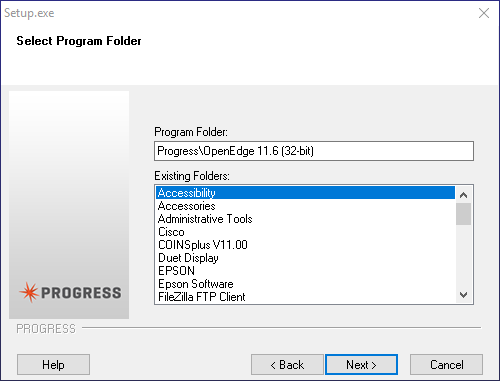 Setup.exe
Select Program Folder
Program Folder:
Progress\OpenEdge 11.6 (32-bit)
Existing Folders:
Accessibility
Accessories
Administrative Tools
Cisco
COINSplus V11.00
Duet Display
EPSON
Epson Software
FileZilla FTP Client
PROGRESS
PROGRESS
Help
< Back
Next >
Cancel